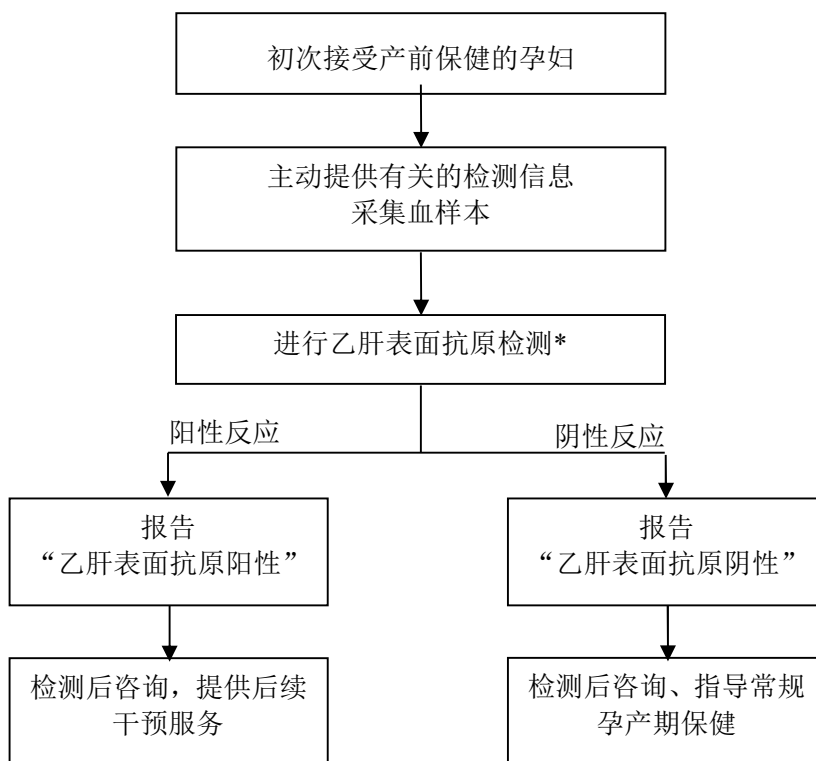 初次接受产前保健的孕妇
主动提供有关的检测信息
采集血样本
进行乙肝表面抗原检测*
阳性反应
阴性反应
报告
“乙肝表面抗原阳性”
报告
“乙肝表面抗原阴性”
检测后咨询，提供后续
干预服务
检测后咨询、指导常规
孕产期保健